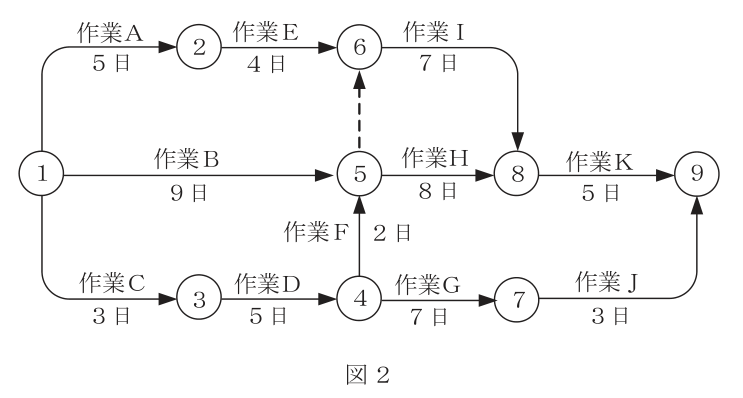 作業A
5日
2
作業E
4日
6
作業I
7日
1
作業B
9日
5
作業H
8日
8
作業K
5日
9
作業F
2日
作業C
3日
3
作業D
5日
4
作業G
7日
7
作業J
3日
図2